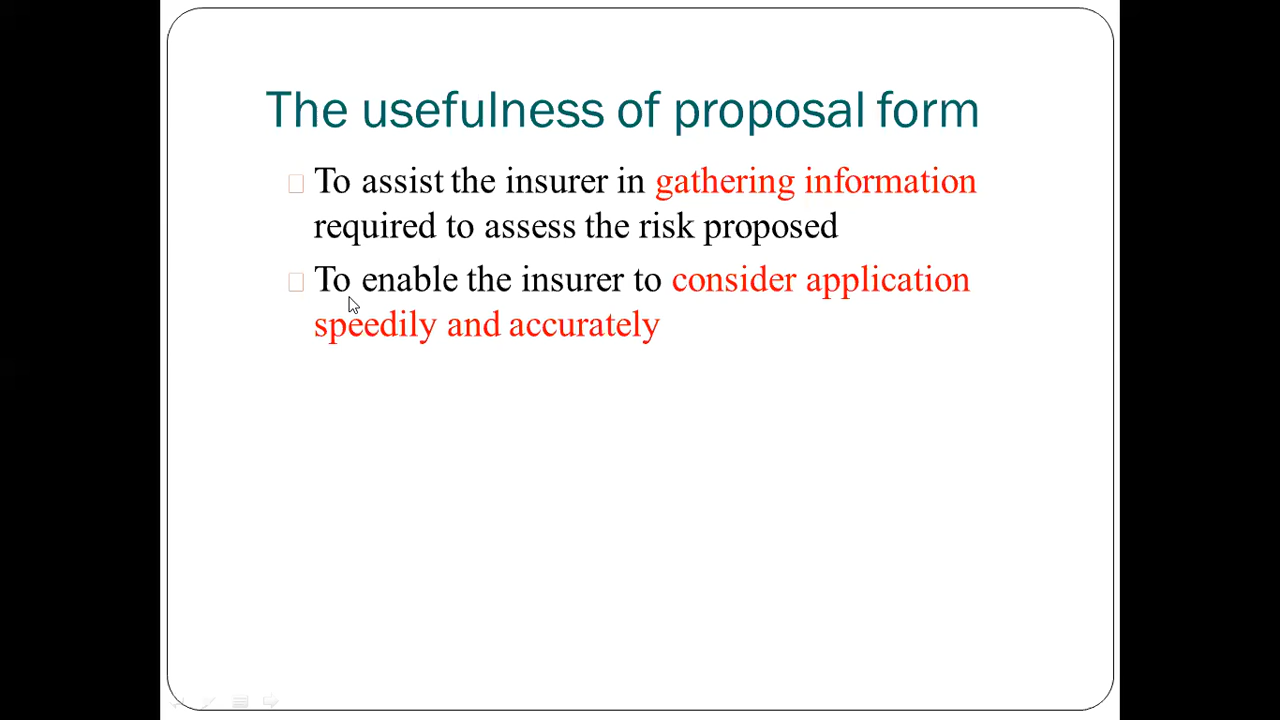 The usefulness of proposal form
To assist the insurer in gathering information
required to assess the risk proposed
To enable the insurer to consider application
speedily and accurately